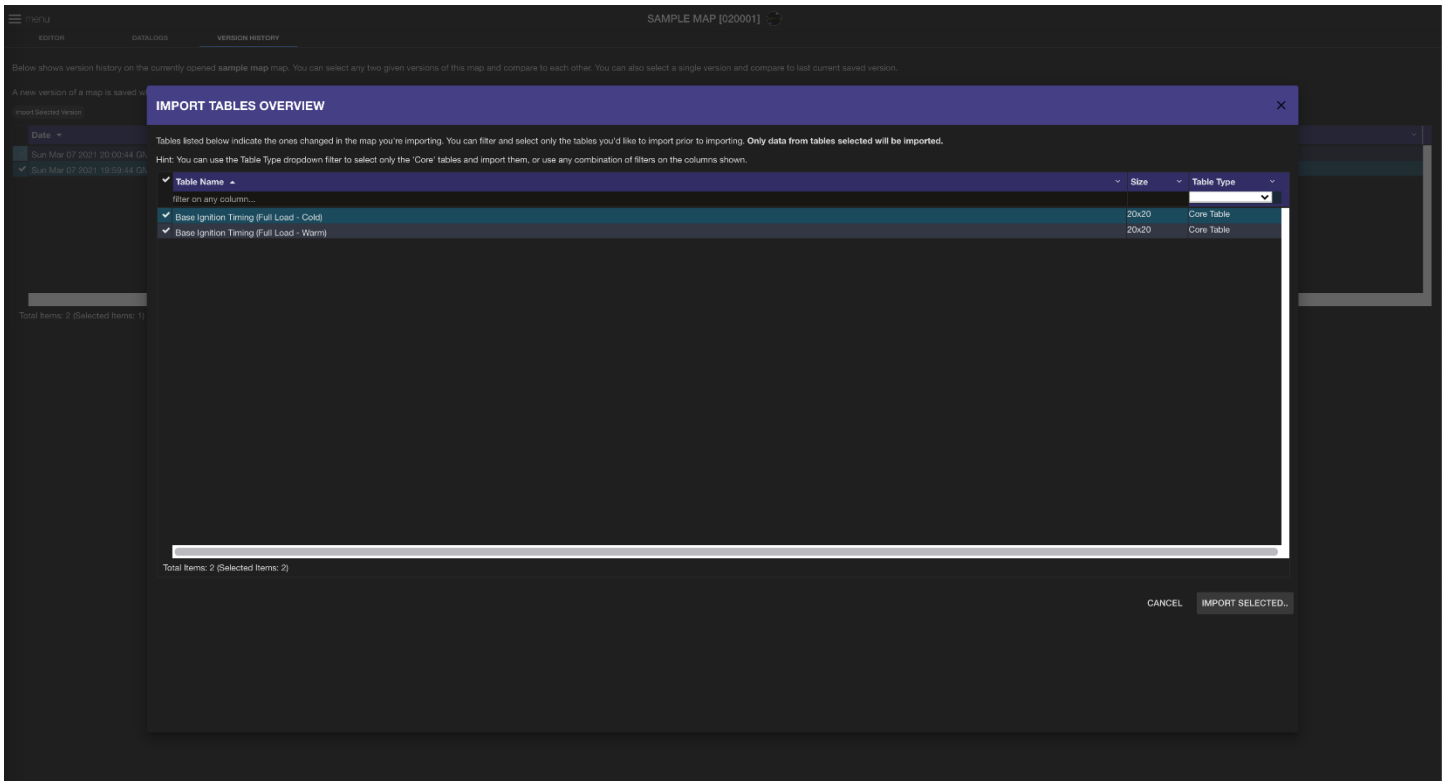 menu
SAMPLE MAP [020001]
EDITOR DATALOGS VERSION HISTORY
Below shows version history on the currently opened sample map map. You can select any two given versions of this map and compare to each other. You can also select a single version and compare to last current saved version.
A new version of a map is saved
Import Selected Version
Date
Sun Mar 07 2021 20:00:44
Sun Mar 07 2021 19:59:44
Total Items: 2 (Selected Items: 1)
IMPORT TABLES OVERVIEW
Tables listed below indicate the ones changed in the map you're importing. You can filter and select only the tables you'd like to import prior to importing. Only data from tables selected will be imported.
Hint: You can use the Table Type dropdown filter to select only the 'Core' tables and import them, or use any combination of filters on the columns shown.
Table Name Size Table Type
filter on any column...
Base Ignition Timing (Full Load - Cold) 20x20 Core Table
Base Ignition Timing (Full Load - Warm) 20x20 Core Table
Total Items: 2 (Selected Items: 2)
CANCEL IMPORT SELECTED..